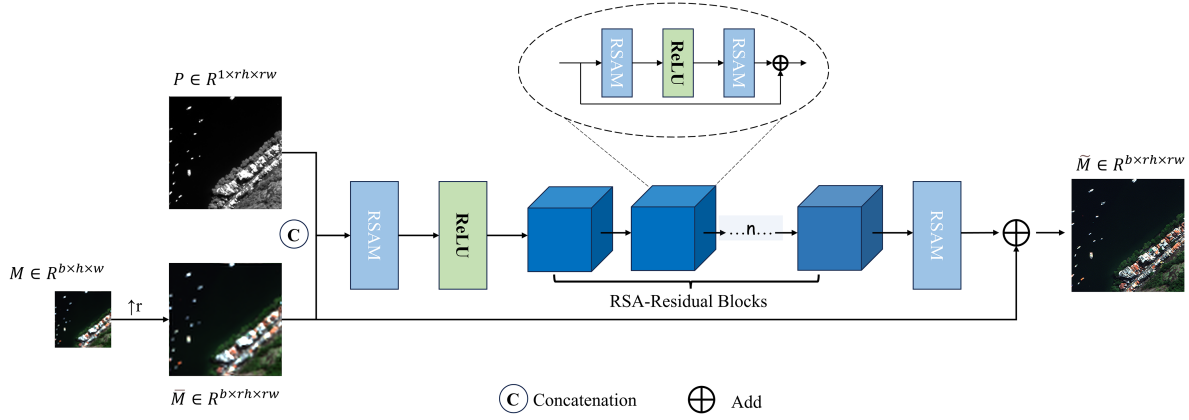 RSAM
ReLU
RSAM
P ∈ R^{1×rh×rw}
M̃ ∈ R^{b×rh×rw}
RSAM
ReLU
RSAM
C
...n...
M ∈ R^{b×h×w}
↑r
RSA-Residual Blocks
M̅ ∈ R^{b×rh×rw}
C Concatenation
Add